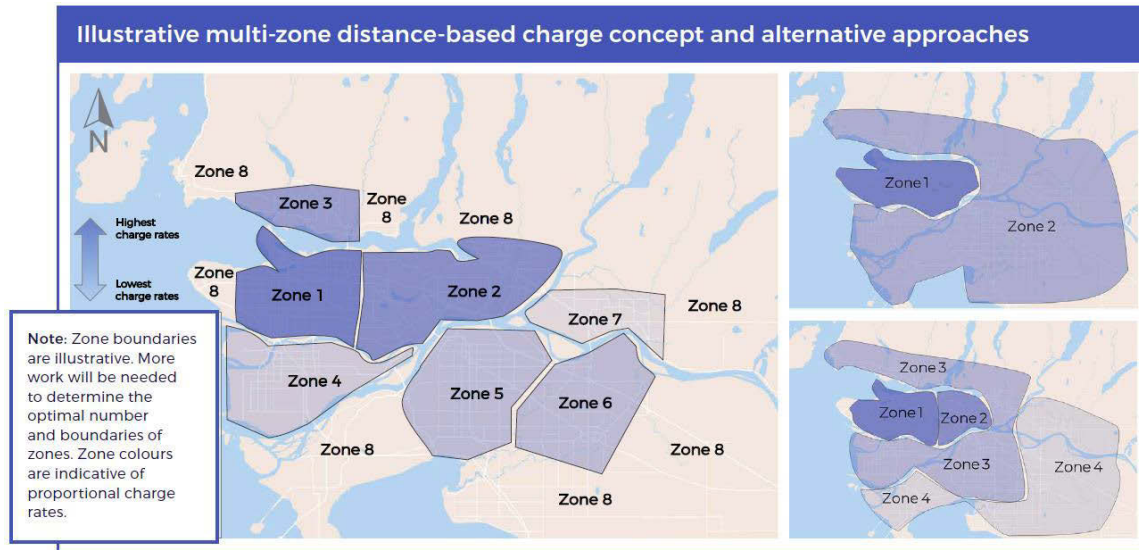 Illustrative multi-zone distance-based charge concept and alternative approaches
N
Highest
charge rates
Lowest
charge rates
Zone 8
Zone 3
Zone
8
Zone 8
Zone
8
Zone 1
Zone 2
Zone 7
Zone 8
Zone 4
Zone 5
Zone 6
Zone 8
Zone 8
Zone 8
Note: Zone boundaries
are illustrative. More
work will be needed
to determine the
optimal number
and boundaries of
zones. Zone colours
are indicative of
proportional charge
rates.
Zone 1
Zone 2
Zone 3
Zone 1
Zone 2
Zone 3
Zone 4
Zone 4